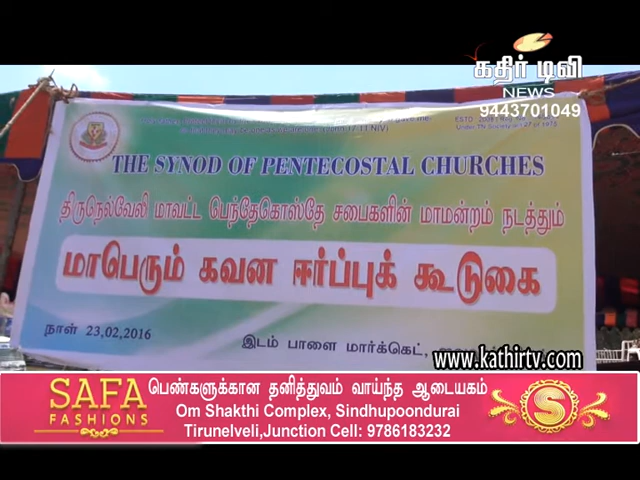 கதிர் டிவி
NEWS
9443701049
THE SYNOD OF PENTECOSTAL CHURCHES
திருநெல்வேலி மாவட்ட பெந்தேகொஸ்தே சபைகளின் மாமன்றம் நடத்தும்
மாபெரும் கவன ஈர்ப்புக் கூடுகை
நாள் 23,02,2016
இடம் பாளை மார்க்கெட்,
www.kathirtv.com
SAFA
FASHIONS
பெண்களுக்கான தனித்துவம் வாய்ந்த ஆடையகம்
Om Shakthi Complex, Sindhupoondurai
Tirunelveli,Junction Cell: 9786183232
S